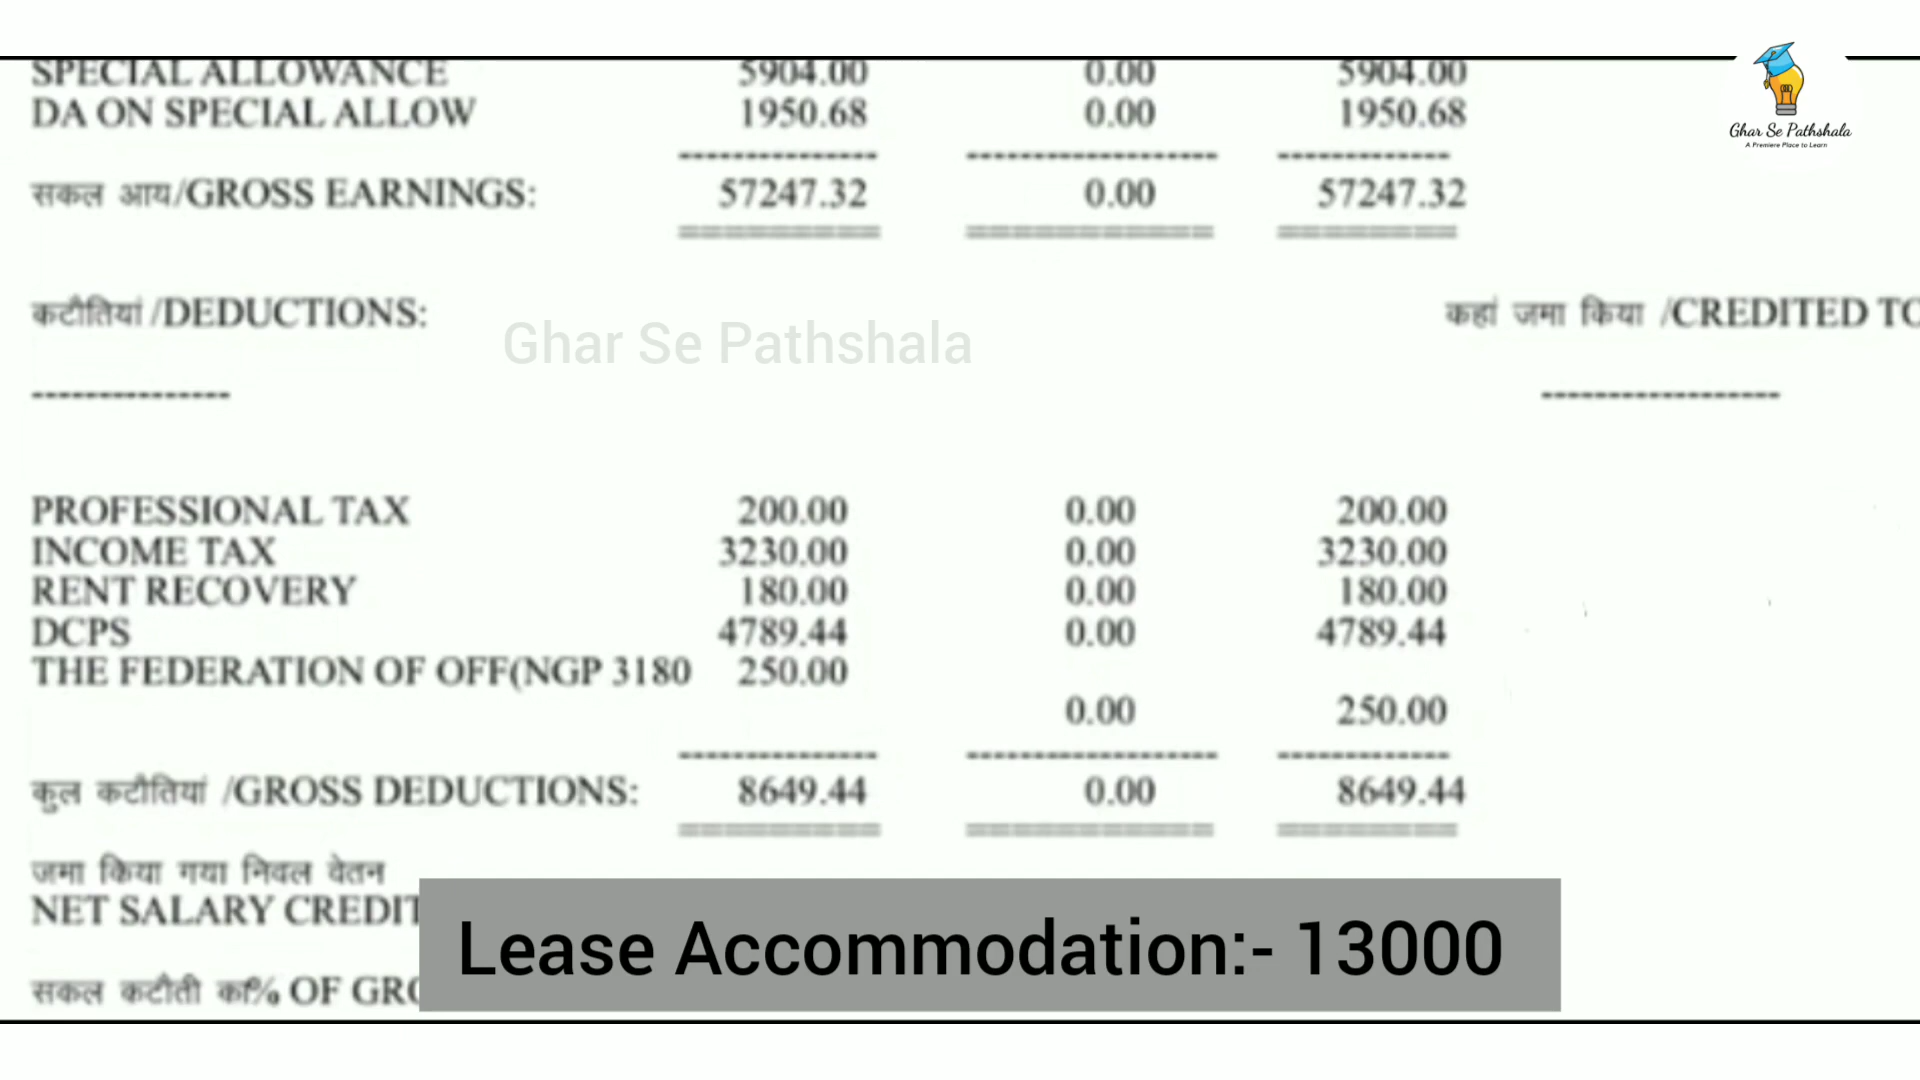 SPECIAL ALLOWANCE 5904.00 0.00 5904.00
DA ON SPECIAL ALLOW 1950.68 0.00 1950.68
--------------- ------------------- -------------
सकल आय/GROSS EARNINGS: 57247.32 0.00 57247.32
========= =========== ========
कटौतियां /DEDUCTIONS: कहां जमा किया /CREDITED TO
Ghar Se Pathshala
--------------- ------------------
PROFESSIONAL TAX 200.00 0.00 200.00
INCOME TAX 3230.00 0.00 3230.00
RENT RECOVERY 180.00 0.00 180.00
DCPS 4789.44 0.00 4789.44
THE FEDERATION OF OFF(NGP 3180 250.00
0.00 250.00
--------------- ------------------- -------------
कुल कटौतियां /GROSS DEDUCTIONS: 8649.44 0.00 8649.44
========= =========== ========
जमा किया गया निवल वेतन
NET SALARY CREDIT
Lease Accommodation:- 13000
सकल कटौती का% OF GRO
Ghar Se Pathshala
A Premiere Place to Learn